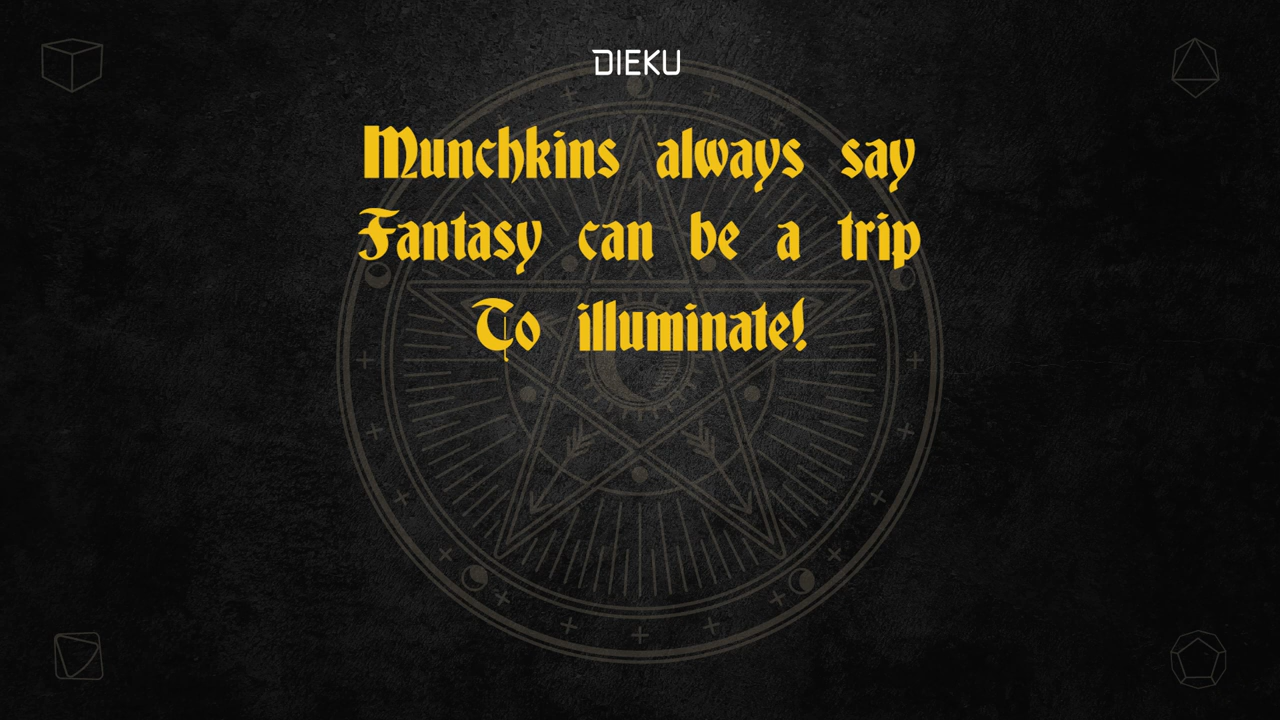 DIEKU
Munchkins always say
Fantasy can be a trip
To illuminate!